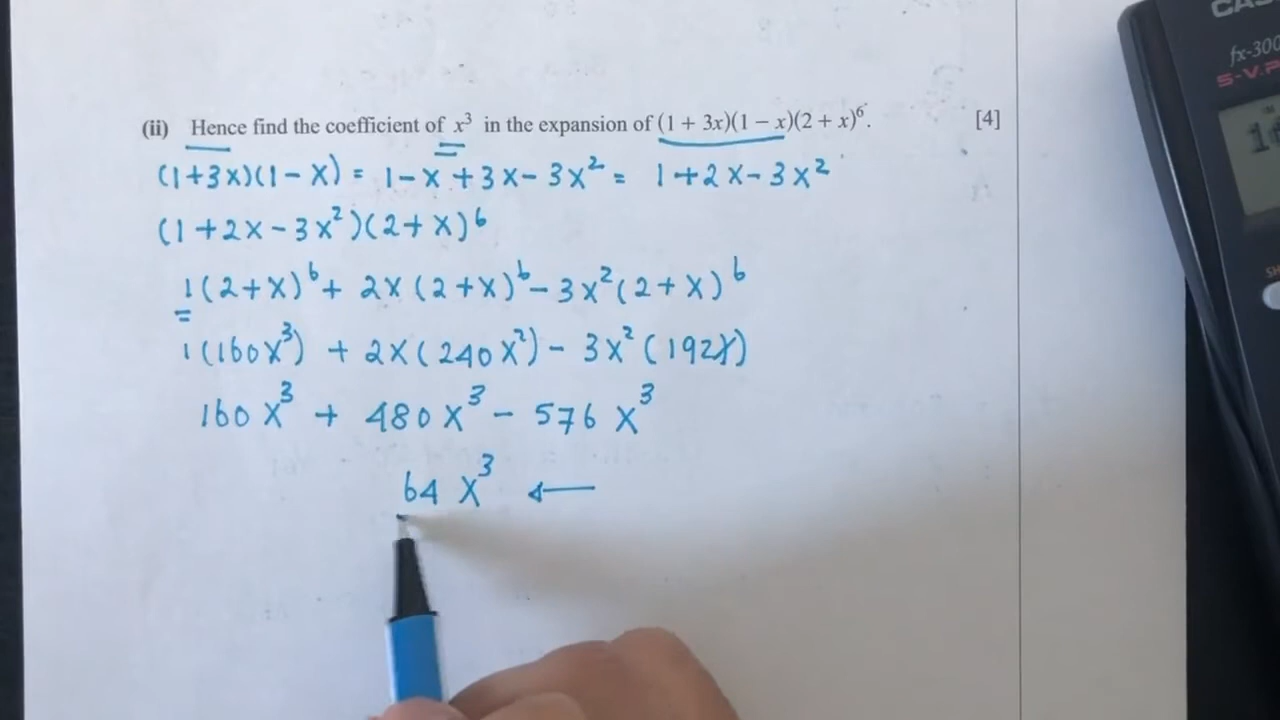 (ii) Hence find the coefficient of x³ in the expansion of (1 + 3x)(1 − x)(2 + x)⁶. [4]
(1+3x)(1-x) = 1-x+3x-3x² = 1+2x-3x²
(1+2x-3x²)(2+x)⁶
1(2+x)⁶ + 2x(2+x)⁶ - 3x²(2+x)⁶
1(160x³) + 2x(240x²) - 3x²(192x)
160x³ + 480x³ - 576x³
64x³ ←